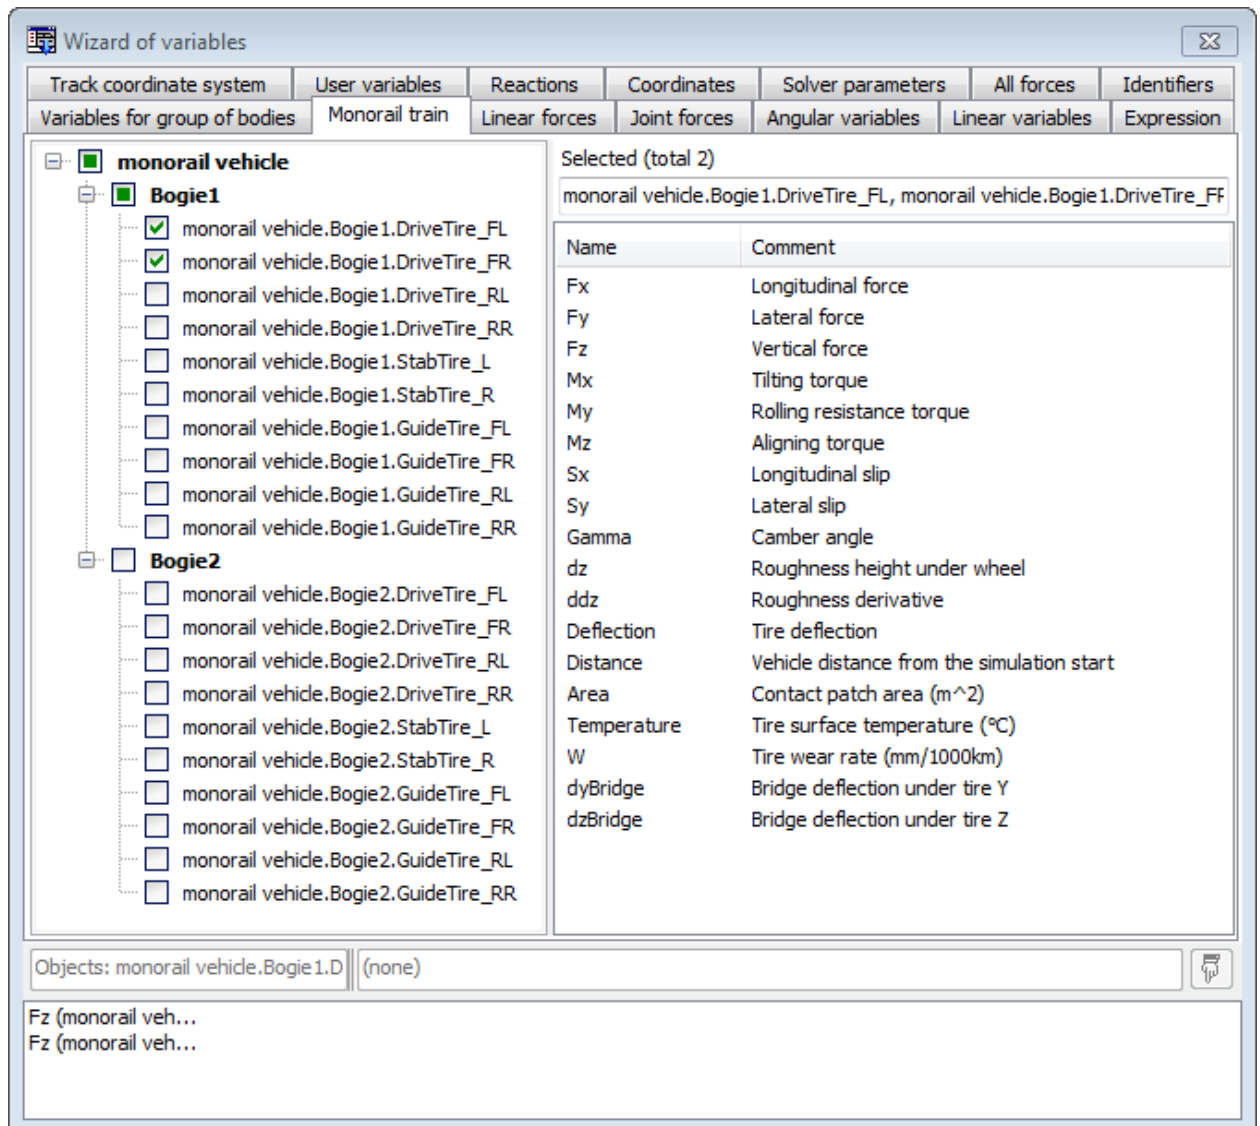 Wizard of variables
Track coordinate system User variables Reactions Coordinates Solver parameters All forces Identifiers
Variables for group of bodies Monorail train Linear forces Joint forces Angular variables Linear variables Expression
monorail vehicle
Bogie1
monorail vehicle.Bogie1.DriveTire_FL
monorail vehicle.Bogie1.DriveTire_FR
monorail vehicle.Bogie1.DriveTire_RL
monorail vehicle.Bogie1.DriveTire_RR
monorail vehicle.Bogie1.StabTire_L
monorail vehicle.Bogie1.StabTire_R
monorail vehicle.Bogie1.GuideTire_FL
monorail vehicle.Bogie1.GuideTire_FR
monorail vehicle.Bogie1.GuideTire_RL
monorail vehicle.Bogie1.GuideTire_RR
Bogie2
monorail vehicle.Bogie2.DriveTire_FL
monorail vehicle.Bogie2.DriveTire_FR
monorail vehicle.Bogie2.DriveTire_RL
monorail vehicle.Bogie2.DriveTire_RR
monorail vehicle.Bogie2.StabTire_L
monorail vehicle.Bogie2.StabTire_R
monorail vehicle.Bogie2.GuideTire_FL
monorail vehicle.Bogie2.GuideTire_FR
monorail vehicle.Bogie2.GuideTire_RL
monorail vehicle.Bogie2.GuideTire_RR
Selected (total 2)
monorail vehicle.Bogie1.DriveTire_FL, monorail vehicle.Bogie1.DriveTire_FF
Name Comment
Fx Longitudinal force
Fy Lateral force
Fz Vertical force
Mx Tilting torque
My Rolling resistance torque
Mz Aligning torque
Sx Longitudinal slip
Sy Lateral slip
Gamma Camber angle
dz Roughness height under wheel
ddz Roughness derivative
Deflection Tire deflection
Distance Vehicle distance from the simulation start
Area Contact patch area (m^2)
Temperature Tire surface temperature (°C)
W Tire wear rate (mm/1000km)
dyBridge Bridge deflection under tire Y
dzBridge Bridge deflection under tire Z
Objects: monorail vehicle.Bogie1.D (none)
Fz (monorail veh...
Fz (monorail veh...